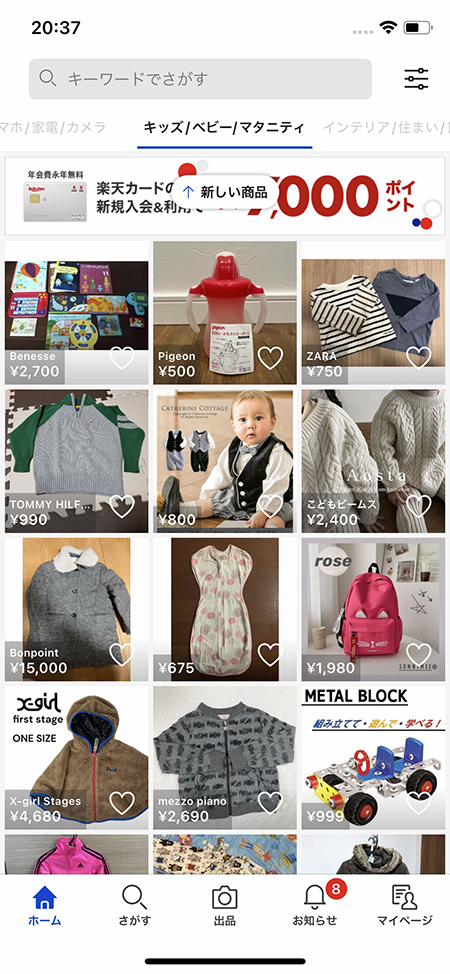 20:37
キーワードでさがす
マホ/家電/カメラ
キッズ/ベビー/マタニティ
インテリア/住まい/
年会費永年無料
Rakuten
楽天カードの
新規入会&利用で
↑ 新しい商品
,000
ポイ
ント
Benesse
¥2,700
Pigeon
¥500
ZARA
¥750
TOMMY HILF...
¥990
CATHERINE COTTAGE
¥800
Aosta
こどもビームス
¥2,400
Bonpoint
¥15,000
¥675
rose
¥1,980
SUNNYMEE
X-girl
first stage
ONE SIZE
X-girl Stages
¥4,680
mezzo piano
¥2,690
METAL BLOCK
組み立てて・遊んで・学べる!
¥999
ホーム
さがす
出品
8
お知らせ
マイページ